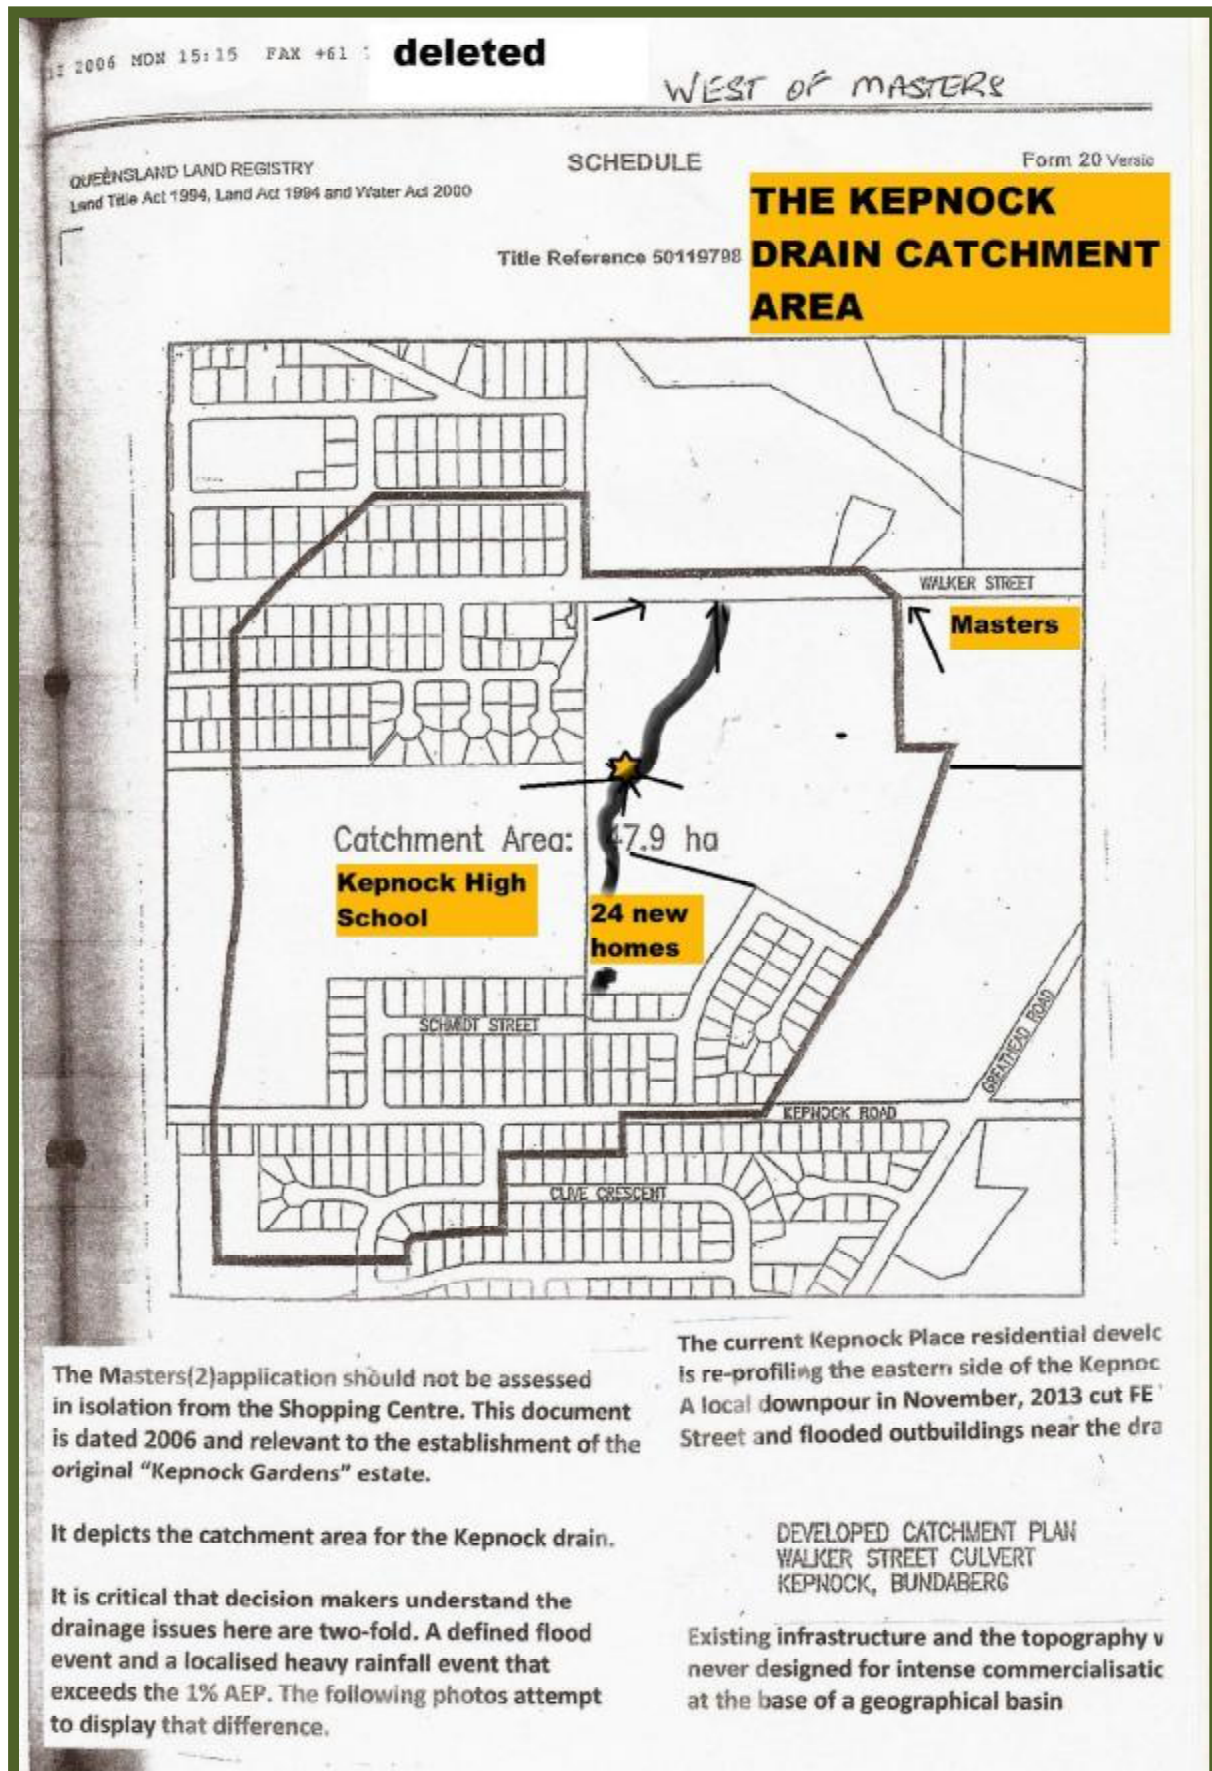 2006 MON 15:15 FAX +61
deleted
WEST OF MASTERS
QUEENSLAND LAND REGISTRY
Land Title Act 1994, Land Act 1994 and Water Act 2000
SCHEDULE
Form 20 Versio
Title Reference 50119798
THE KEPNOCK
DRAIN CATCHMENT
AREA
WALKER STREET
Masters
Catchment Area: 47.9 ha
Kepnock High
School
24 new
homes
SCHMIDT STREET
GREATHEAD ROAD
KEPNOCK ROAD
CLIVE CRESCENT
The Masters(2)application should not be assessed
in isolation from the Shopping Centre. This document
is dated 2006 and relevant to the establishment of the
original "Kepnock Gardens" estate.
It depicts the catchment area for the Kepnock drain.
It is critical that decision makers understand the
drainage issues here are two-fold. A defined flood
event and a localised heavy rainfall event that
exceeds the 1% AEP. The following photos attempt
to display that difference.
The current Kepnock Place residential develc
is re-profiling the eastern side of the Kepnoc
A local downpour in November, 2013 cut FE
Street and flooded outbuildings near the dra
DEVELOPED CATCHMENT PLAN
WALKER STREET CULVERT
KEPNOCK, BUNDABERG
Existing infrastructure and the topography v
never designed for intense commercialisatic
at the base of a geographical basin